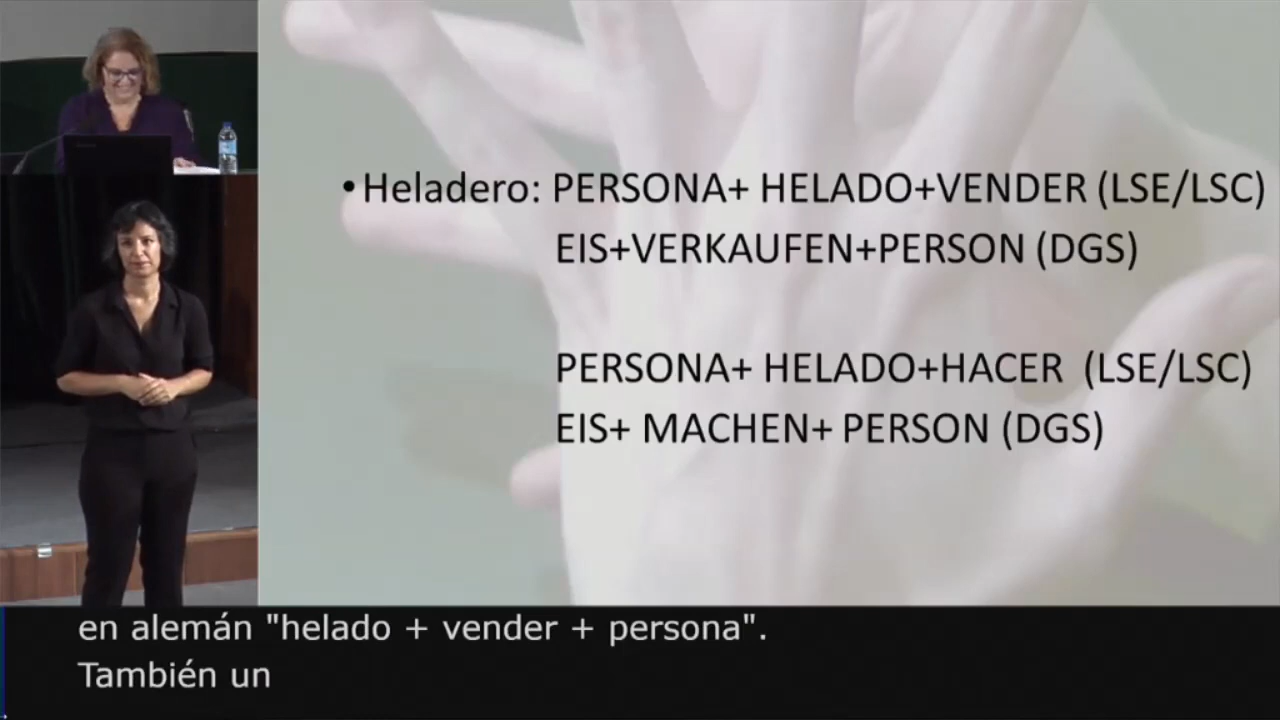 •Heladero: PERSONA+ HELADO+VENDER (LSE/LSC)
EIS+VERKAUFEN+PERSON (DGS)
PERSONA+ HELADO+HACER (LSE/LSC)
EIS+ MACHEN+ PERSON (DGS)
en alemán "helado + vender + persona".
También un